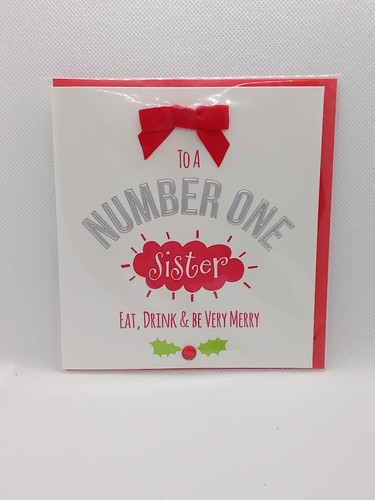 To A
NUMBER ONE
Sister
Eat, Drink & be Very Merry